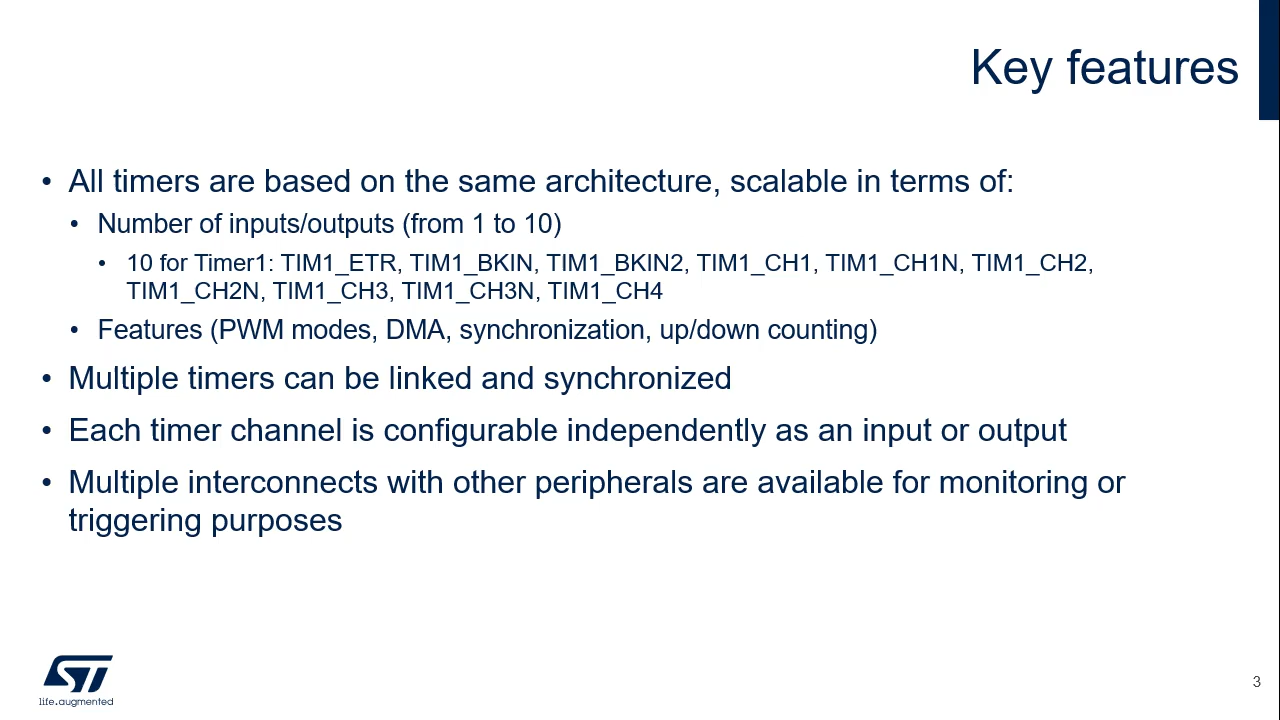 Key features
• All timers are based on the same architecture, scalable in terms of:
• Number of inputs/outputs (from 1 to 10)
• 10 for Timer1: TIM1_ETR, TIM1_BKIN, TIM1_BKIN2, TIM1_CH1, TIM1_CH1N, TIM1_CH2,
TIM1_CH2N, TIM1_CH3, TIM1_CH3N, TIM1_CH4
• Features (PWM modes, DMA, synchronization, up/down counting)
• Multiple timers can be linked and synchronized
• Each timer channel is configurable independently as an input or output
• Multiple interconnects with other peripherals are available for monitoring or
triggering purposes
ST
life.augmented
3